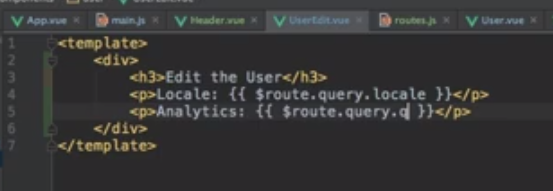 App.vue × main.js × Header.vue × UserEdit.vue × routes.js × User.vue ×
1 <template>
2 <div>
3 <h3>Edit the User</h3>
4 <p>Locale: {{ $route.query.locale }}</p>
5 <p>Analytics: {{ $route.query.q }}</p>
6 </div>
7 </template>